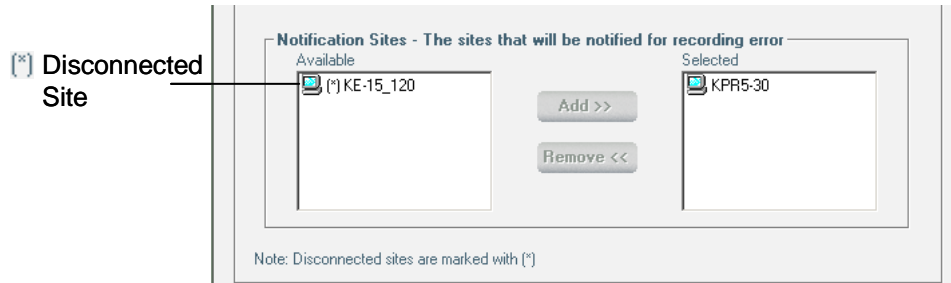 (*) Disconnected
Site
Notification Sites - The sites that will be notified for recording error
Available
Selected
(*) KE-15_120
KPR5-30
Add >>
Remove <<
Note: Disconnected sites are marked with (*)